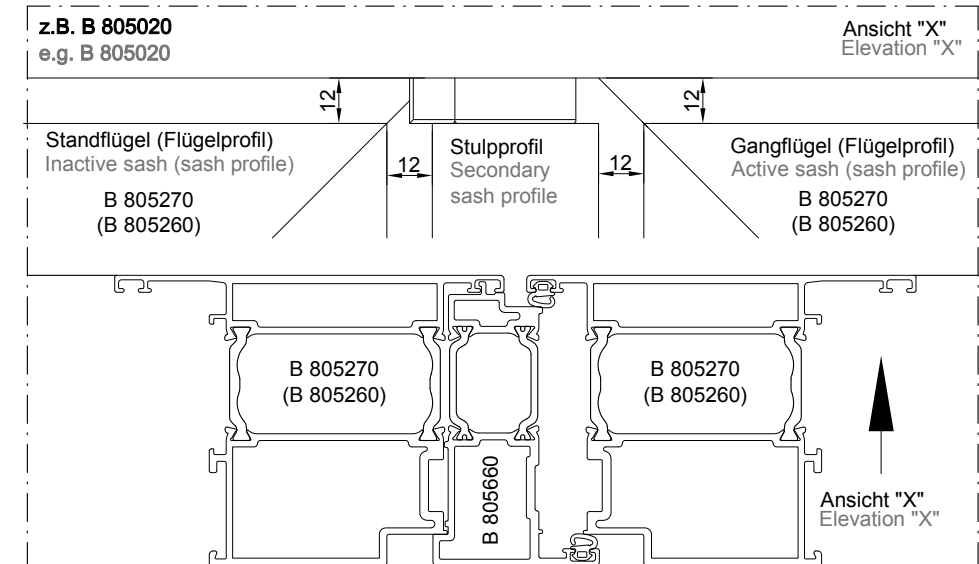 z.B. B 805020
e.g. B 805020
Ansicht "X"
Elevation "X"
12
12
Standflügel (Flügelprofil)
Inactive sash (sash profile)
B 805270
(B 805260)
12
Stulpprofil
Secondary
sash profile
12
Gangflügel (Flügelprofil)
Active sash (sash profile)
B 805270
(B 805260)
B 805270
(B 805260)
B 805660
B 805270
(B 805260)
Ansicht "X"
Elevation "X"